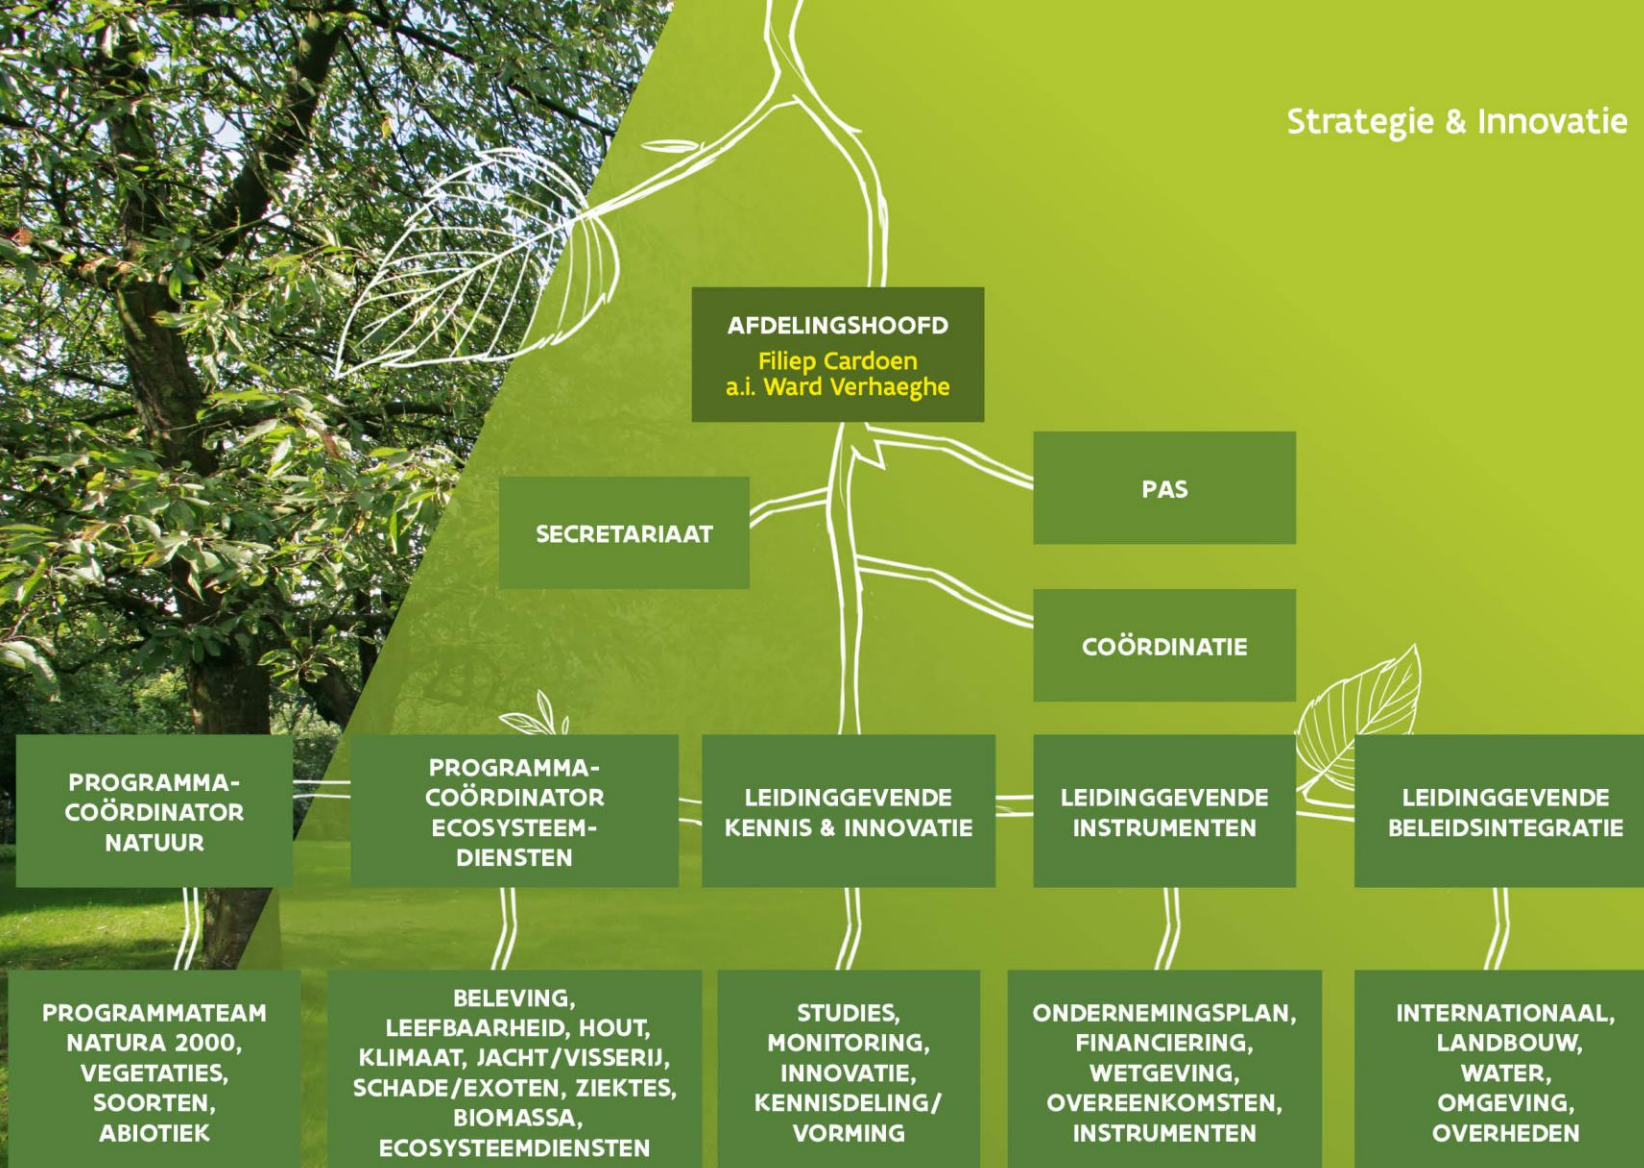 Strategie & Innovatie
AFDELINGSHOOFD
Filiep Cardoen
a.i. Ward Verhaeghe
PAS
SECRETARIAAT
COÖRDINATIE
PROGRAMMA-
COÖRDINATOR
NATUUR
PROGRAMMA-
COÖRDINATOR
ECOSYSTEEM-
DIENSTEN
LEIDINGGEVENDE
KENNIS & INNOVATIE
LEIDINGGEVENDE
INSTRUMENTEN
LEIDINGGEVENDE
BELEIDSINTEGRATIE
PROGRAMMATEAM
NATURA 2000,
VEGETATIES,
SOORTEN,
ABIOTIEK
BELEVING,
LEEFBAARHEID, HOUT,
KLIMAAT, JACHT/VISSERIJ,
SCHADE/EXOTEN, ZIEKTES,
BIOMASSA,
ECOSYSTEEMDIENSTEN
STUDIES,
MONITORING,
INNOVATIE,
KENNISDELING/
VORMING
ONDERNEMINGSPLAN,
FINANCIERING,
WETGEVING,
OVEREENKOMSTEN,
INSTRUMENTEN
INTERNATIONAAL,
LANDBOUW,
WATER,
OMGEVING,
OVERHEDEN